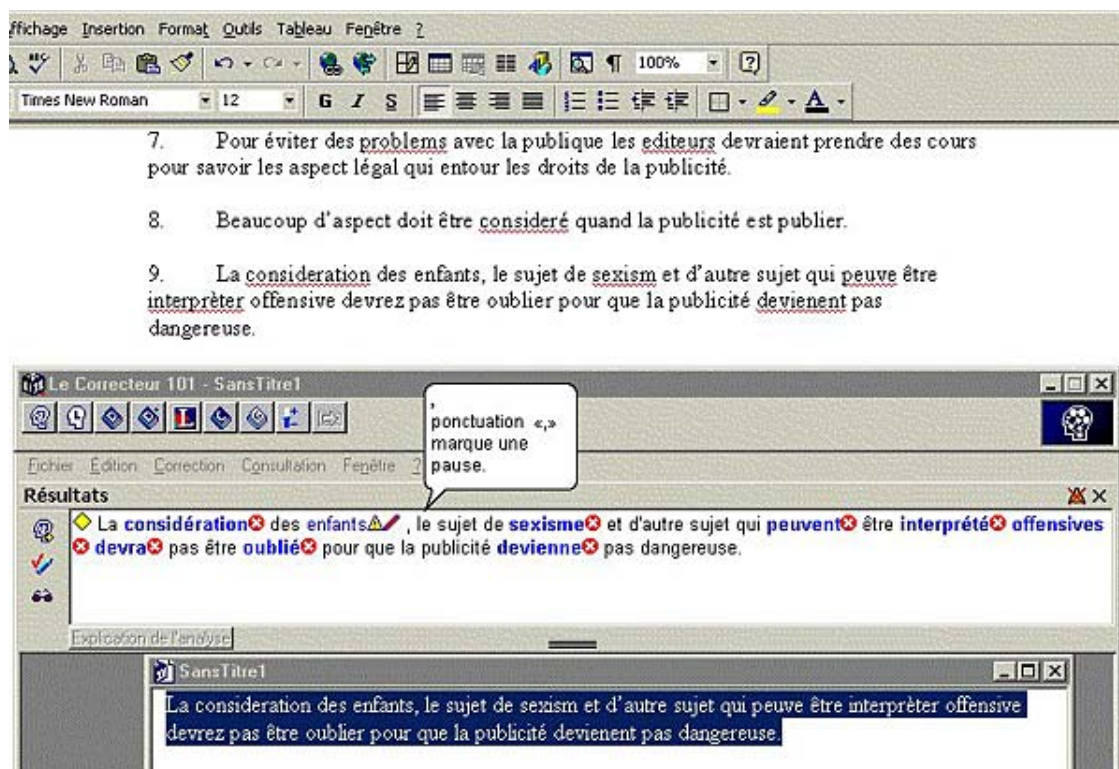 ffichage Insertion Format Outils Tableau Fenêtre ?
ABC 100% ?
Times New Roman 12 G I S A
7. Pour éviter des problems avec la publique les editeurs devraient prendre des cours
pour savoir les aspect légal qui entour les droits de la publicité.
8. Beaucoup d'aspect doit être consideré quand la publicité est publier.
9. La consideration des enfants, le sujet de sexism et d'autre sujet qui peuve être
interprèter offensive devrez pas être oublier pour que la publicité devienent pas
dangereuse.
Le Correcteur 101 - SansTitre1
,
ponctuation «,»
marque une
pause.
Fichier Édition Correction Consultation Fenêtre ?
Résultats
La considération des enfants , le sujet de sexisme et d'autre sujet qui peuvent être interprété offensives
devra pas être oublié pour que la publicité devienne pas dangereuse.
Explication de l'analyse
SansTitre1
La consideration des enfants, le sujet de sexism et d'autre sujet qui peuve être interprèter offensive
devrez pas être oublier pour que la publicité devienent pas dangereuse.